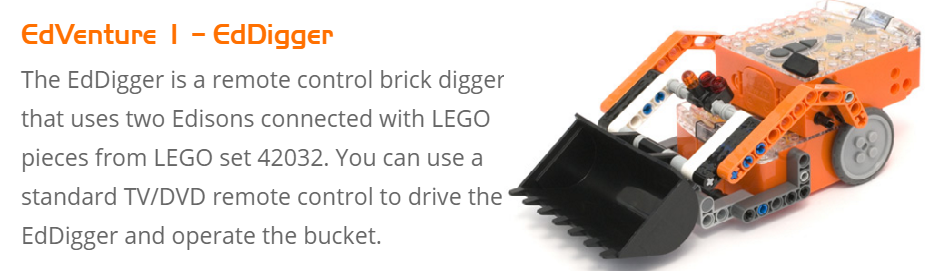 EdVenture 1 – EdDigger
The EdDigger is a remote control brick digger
that uses two Edisons connected with LEGO
pieces from LEGO set 42032. You can use a
standard TV/DVD remote control to drive the
EdDigger and operate the bucket.